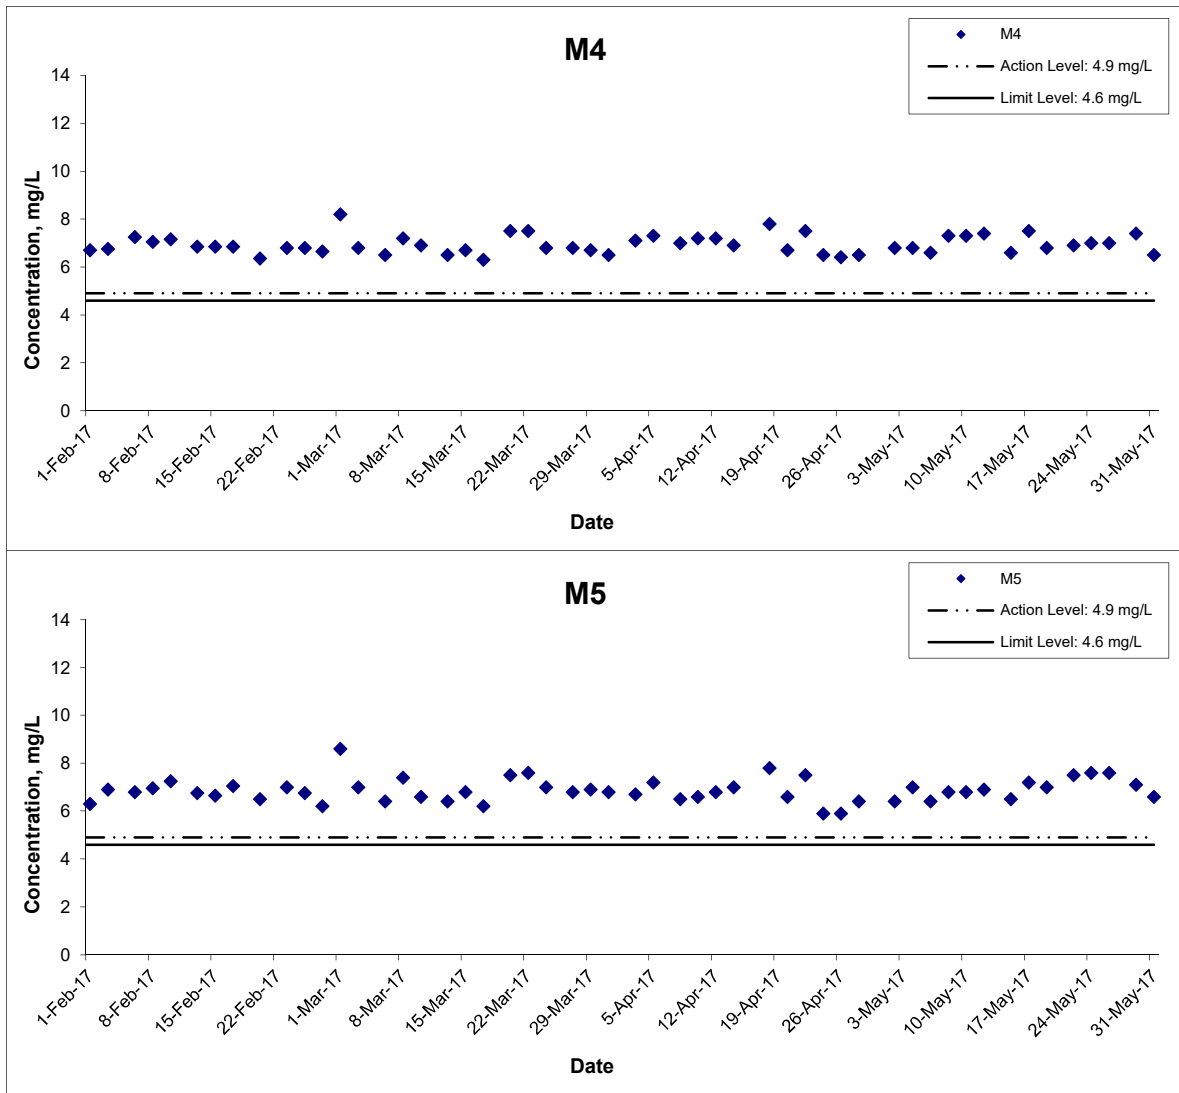 M4
M4
Action Level: 4.9 mg/L
Limit Level: 4.6 mg/L
Concentration, mg/L
14
12
10
8
6
4
2
0
1-Feb-17
8-Feb-17
15-Feb-17
22-Feb-17
1-Mar-17
8-Mar-17
15-Mar-17
22-Mar-17
29-Mar-17
5-Apr-17
12-Apr-17
19-Apr-17
26-Apr-17
3-May-17
10-May-17
17-May-17
24-May-17
31-May-17
Date
M5
M5
Action Level: 4.9 mg/L
Limit Level: 4.6 mg/L
Concentration, mg/L
14
12
10
8
6
4
2
0
1-Feb-17
8-Feb-17
15-Feb-17
22-Feb-17
1-Mar-17
8-Mar-17
15-Mar-17
22-Mar-17
29-Mar-17
5-Apr-17
12-Apr-17
19-Apr-17
26-Apr-17
3-May-17
10-May-17
17-May-17
24-May-17
31-May-17
Date